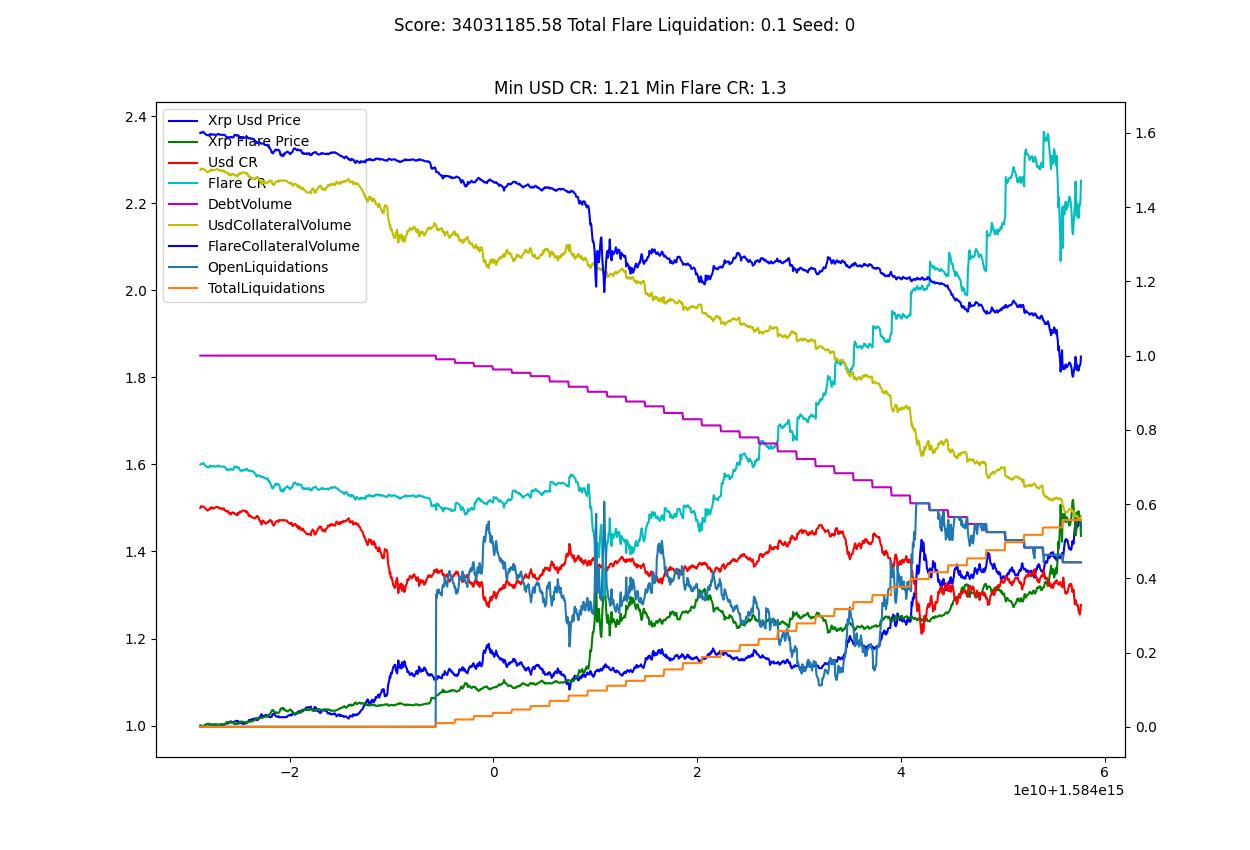 Score: 34031185.58 Total Flare Liquidation: 0.1 Seed: 0
Min USD CR: 1.21 Min Flare CR: 1.3
Xrp Usd Price
Xrp Flare Price
Usd CR
Flare CR
DebtVolume
UsdCollateralVolume
FlareCollateralVolume
OpenLiquidations
TotalLiquidations
2.4
2.2
2.0
1.8
1.6
1.4
1.2
1.0
1.6
1.4
1.2
1.0
0.8
0.6
0.4
0.2
0.0
−2 0 2 4 6
1e10+1.584e15